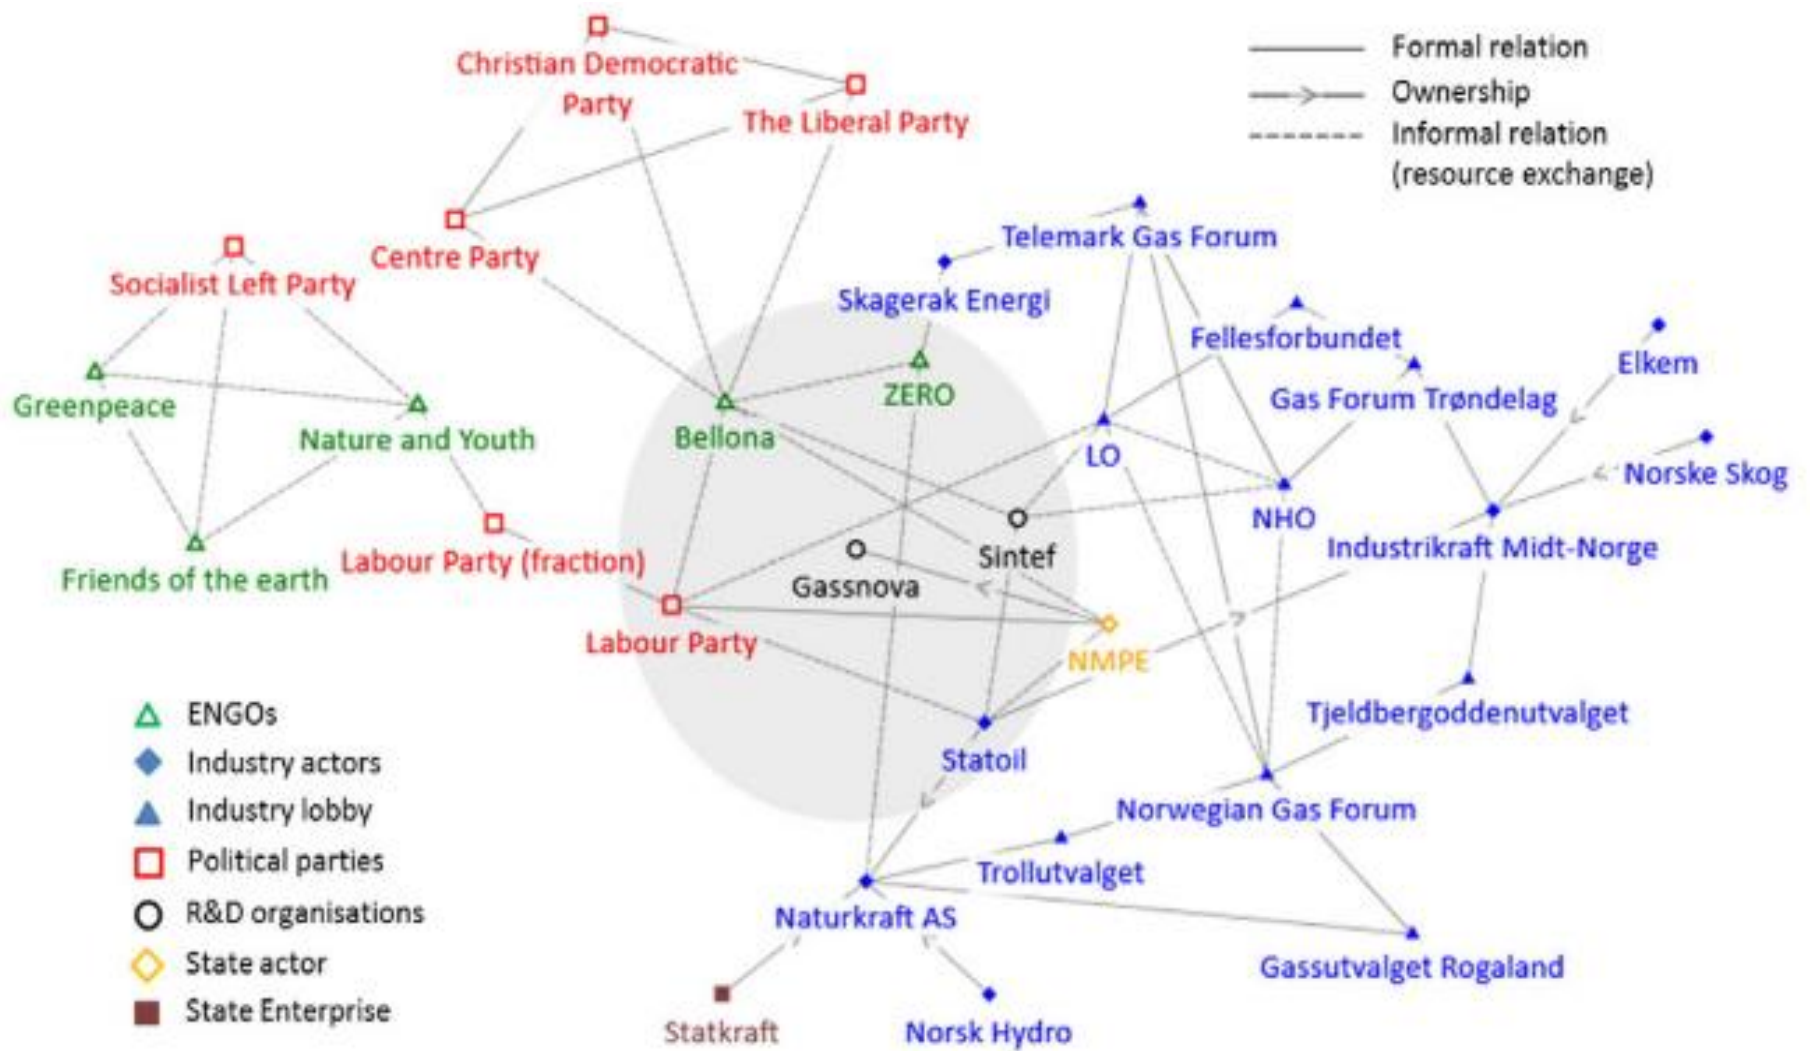 Christian Democratic
Party
The Liberal Party
Formal relation
Ownership
Informal relation
(resource exchange)
Centre Party
Socialist Left Party
Telemark Gas Forum
Skagerak Energi
Fellesforbundet
Elkem
Greenpeace
ZERO
Gas Forum Trøndelag
Nature and Youth
Bellona
LO
Norske Skog
NHO
Industrikraft Midt-Norge
Labour Party (fraction)
Sintef
Friends of the earth
Gassnova
Labour Party
NMPE
Tjeldbergoddenutvalget
ENGOs
Industry actors
Statoil
Industry lobby
Norwegian Gas Forum
Political parties
Trollutvalget
R&D organisations
Naturkraft AS
State actor
Gassutvalget Rogaland
State Enterprise
Statkraft
Norsk Hydro